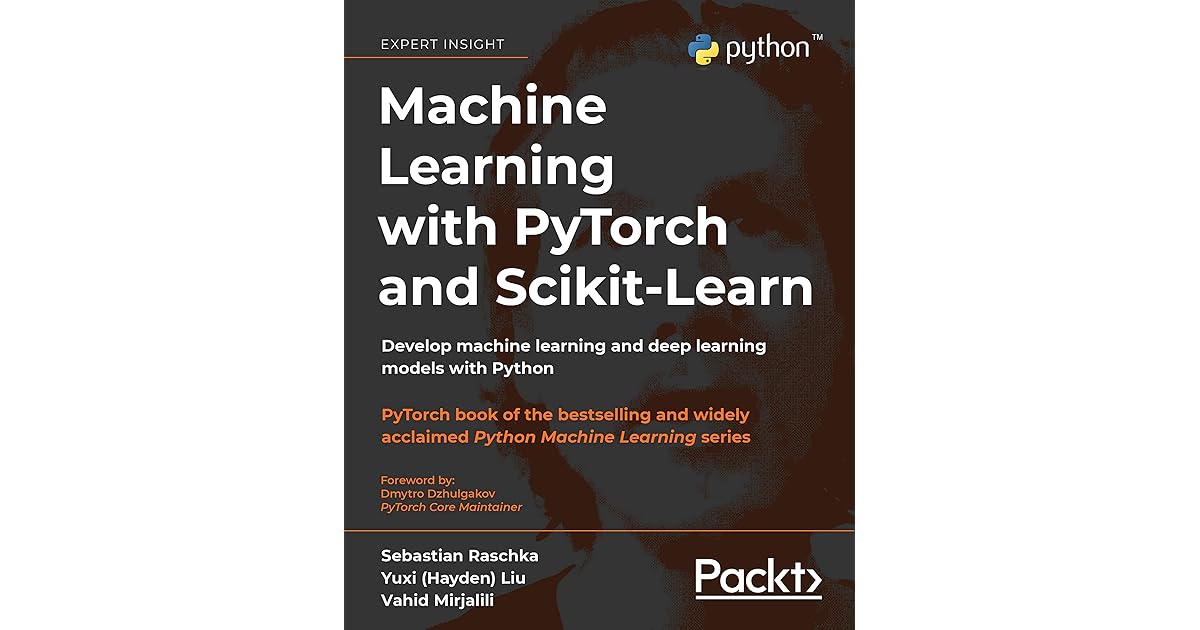 EXPERT INSIGHT
python™
Machine
Learning
with PyTorch
and Scikit-Learn
Develop machine learning and deep learning
models with Python
PyTorch book of the bestselling and widely
acclaimed Python Machine Learning series
Foreword by:
Dmytro Dzhulgakov
PyTorch Core Maintainer
Sebastian Raschka
Yuxi (Hayden) Liu
Vahid Mirjalili
Packt>